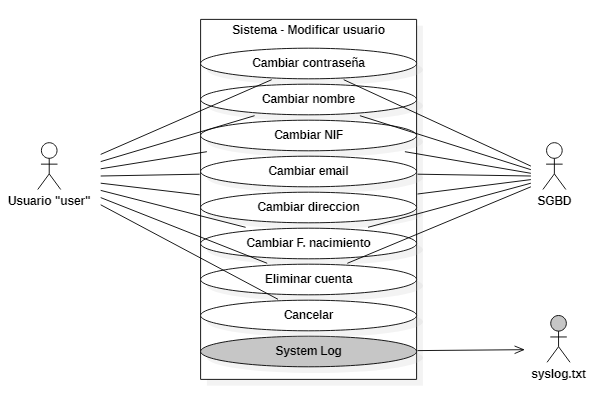 Sistema - Modificar usuario
Cambiar contraseña
Cambiar nombre
Cambiar NIF
Cambiar email
Cambiar direccion
Cambiar F. nacimiento
Eliminar cuenta
Cancelar
System Log
Usuario "user"
SGBD
syslog.txt